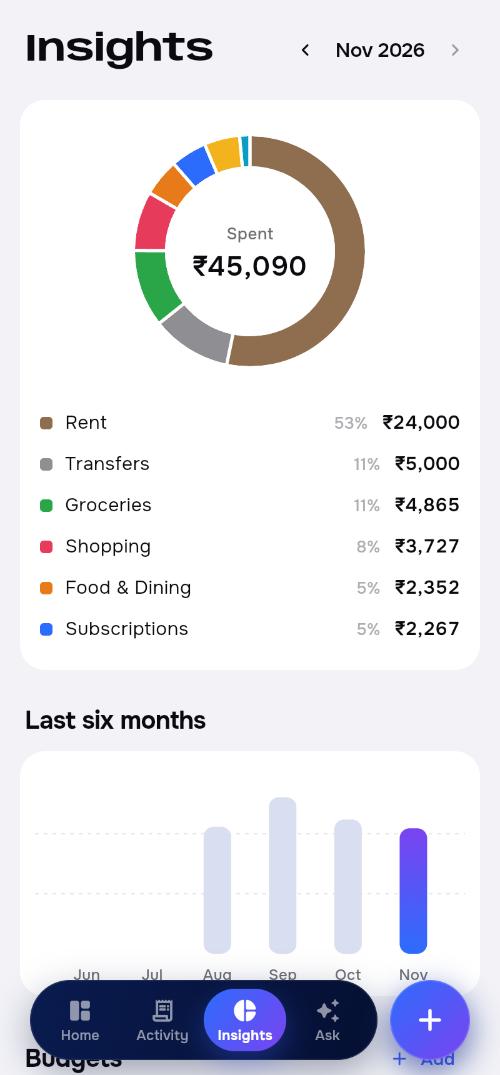 Insights
Nov 2026
Spent
₹45,090
Rent 53% ₹24,000
Transfers 11% ₹5,000
Groceries 11% ₹4,865
Shopping 8% ₹3,727
Food & Dining 5% ₹2,352
Subscriptions 5% ₹2,267
Last six months
Jun Jul Aug Sep Oct Nov
Home Activity Insights Ask
Budgets + Add